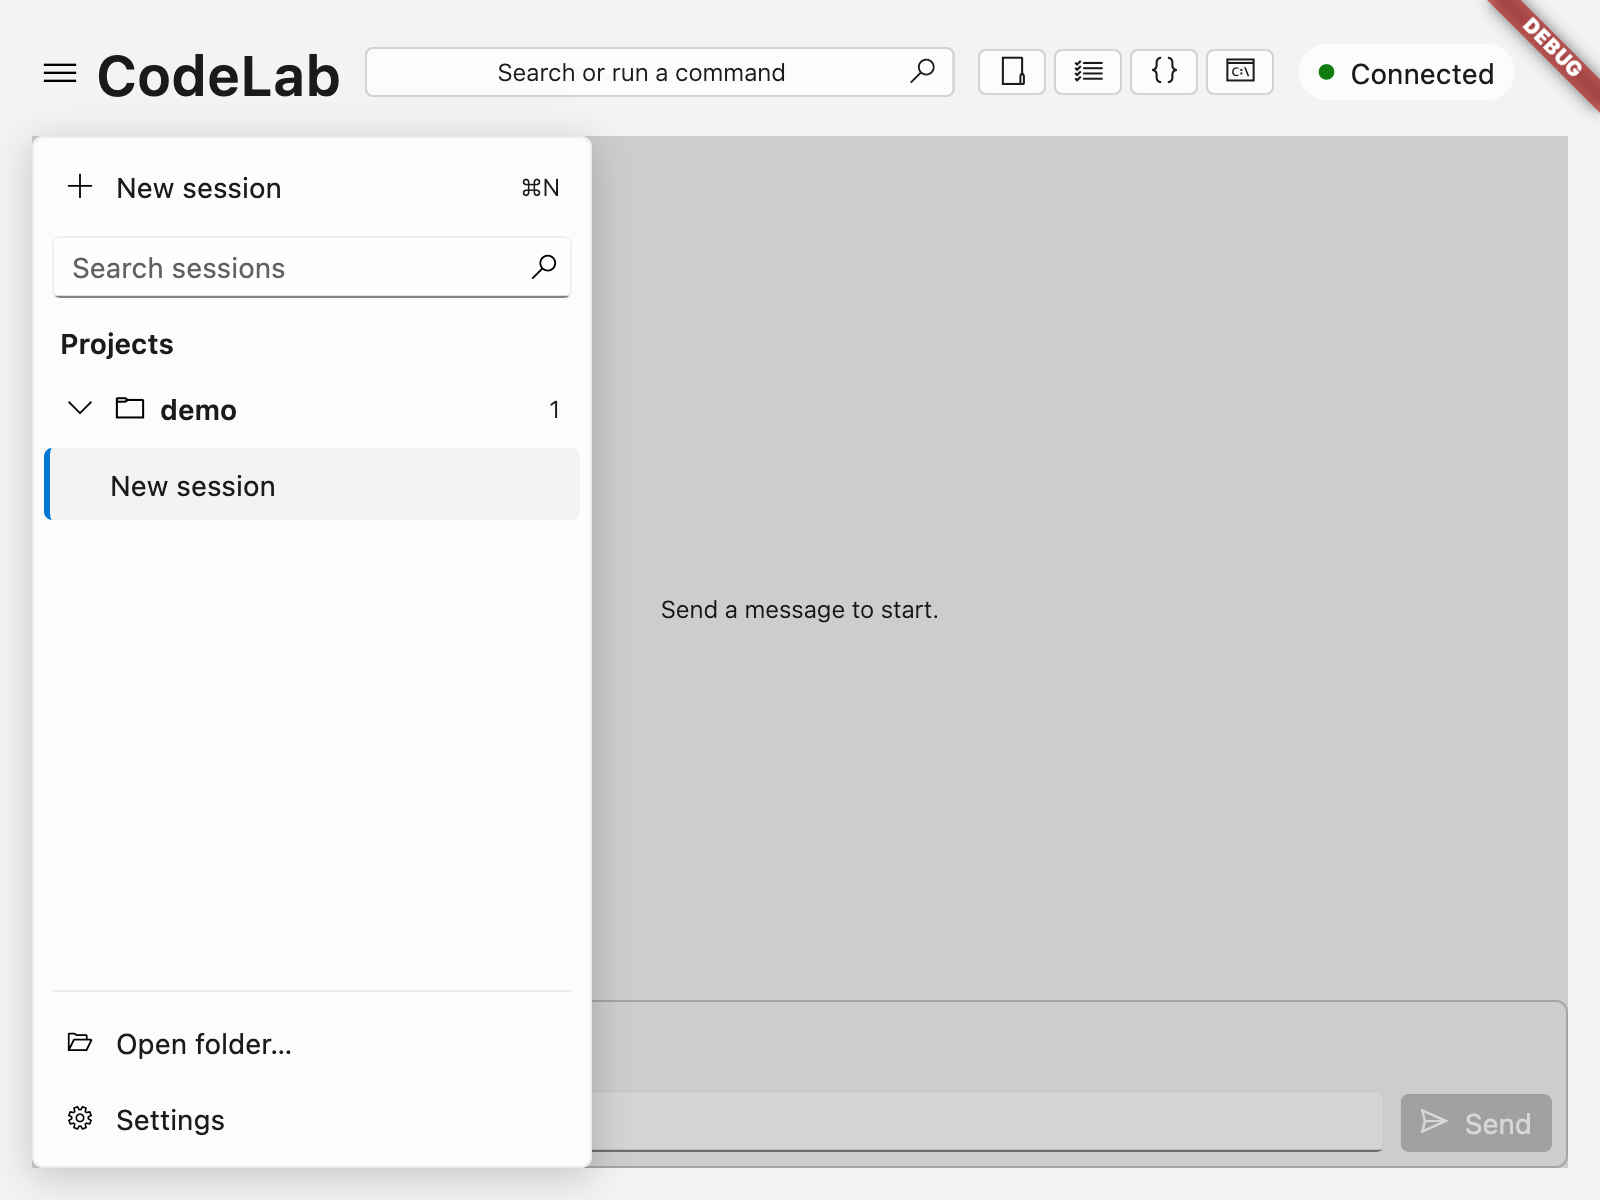 CodeLab
Search or run a command
Connected
DEBUG
New session ⌘N
Search sessions
Projects
demo 1
New session
Send a message to start.
Open folder...
Settings
Send